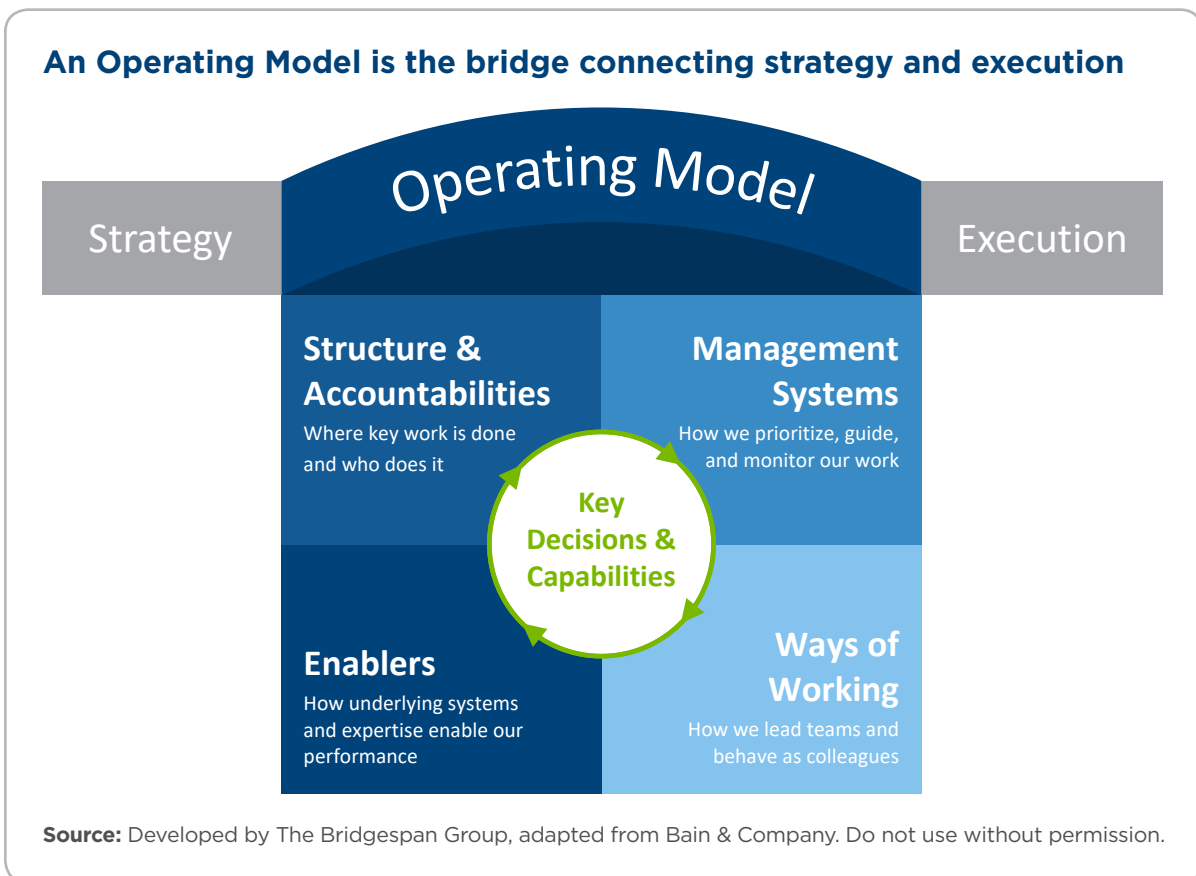 An Operating Model is the bridge connecting strategy and execution
Operating Model
Strategy
Execution
Structure &
Accountabilities
Where key work is done
and who does it
Management
Systems
How we prioritize, guide,
and monitor our work
Key
Decisions &
Capabilities
Enablers
How underlying systems
and expertise enable our
performance
Ways of
Working
How we lead teams and
behave as colleagues
Source: Developed by The Bridgespan Group, adapted from Bain & Company. Do not use without permission.